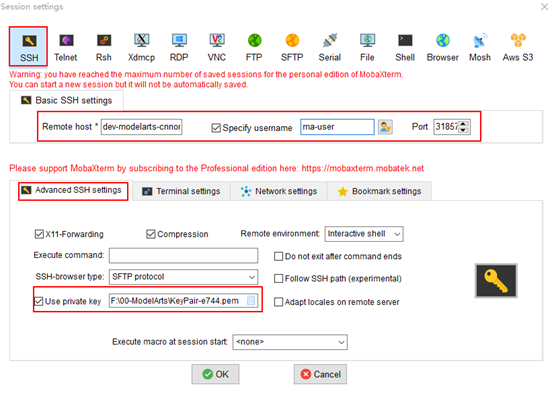 Session settings
SSH Telnet Rsh Xdmcp RDP VNC FTP SFTP Serial File Shell Browser Mosh Aws S3
Warning: you have reached the maximum number of saved sessions for the personal edition of MobaXterm.
You can start a new session but it will not be automatically saved.
Basic SSH settings
Remote host * dev-modelarts-cnnor Specify username ma-user Port 31857
Please support MobaXterm by subscribing to the Professional edition here: https://mobaxterm.mobatek.net
Advanced SSH settings Terminal settings Network settings Bookmark settings
X11-Forwarding Compression Remote environment: Interactive shell
Execute command: Do not exit after command ends
SSH-browser type: SFTP protocol Follow SSH path (experimental)
Use private key F:\00-ModelArts\KeyPair-e744.pem Adapt locales on remote server
Execute macro at session start: <none>
OK Cancel